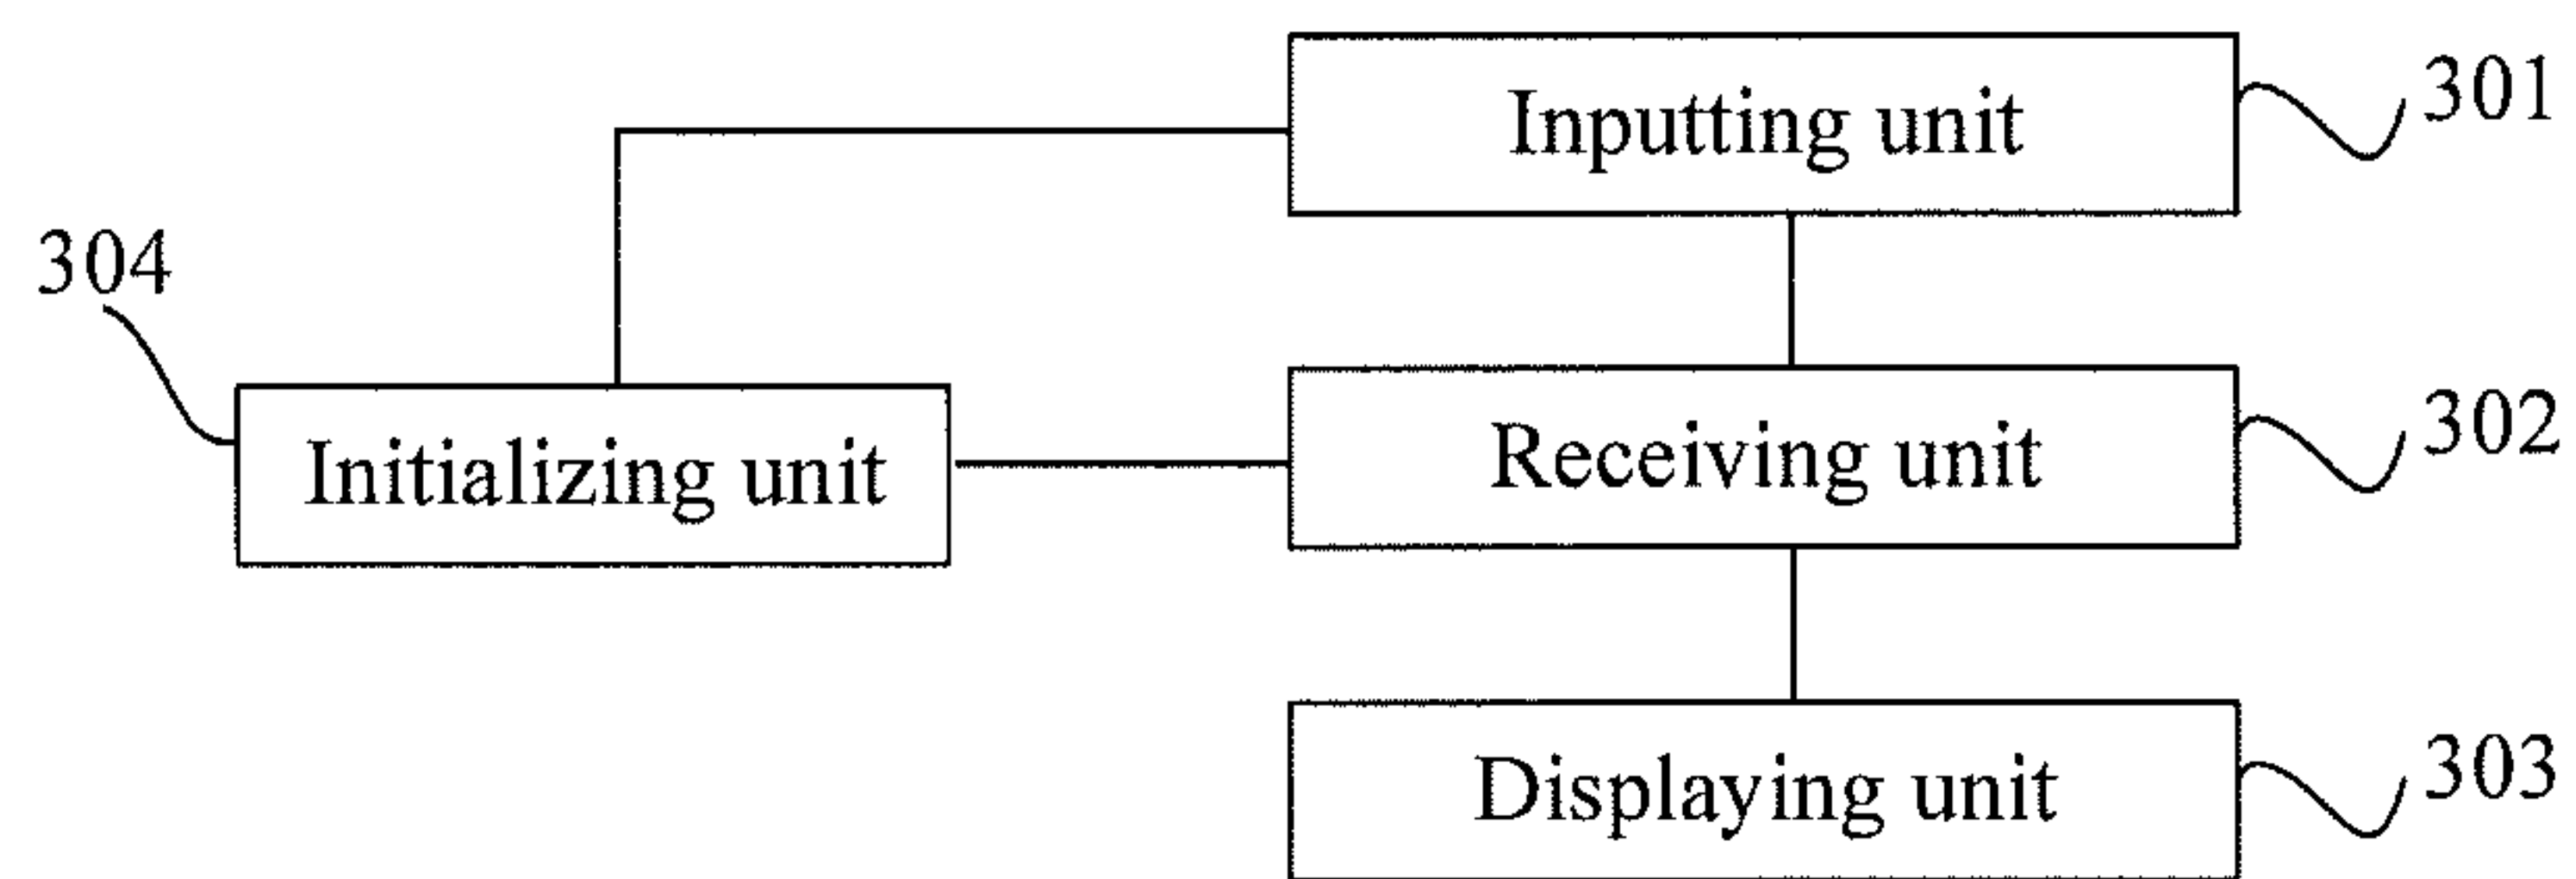 Inputting unit
301
304
Initializing unit
Receiving unit
302
Displaying unit
303